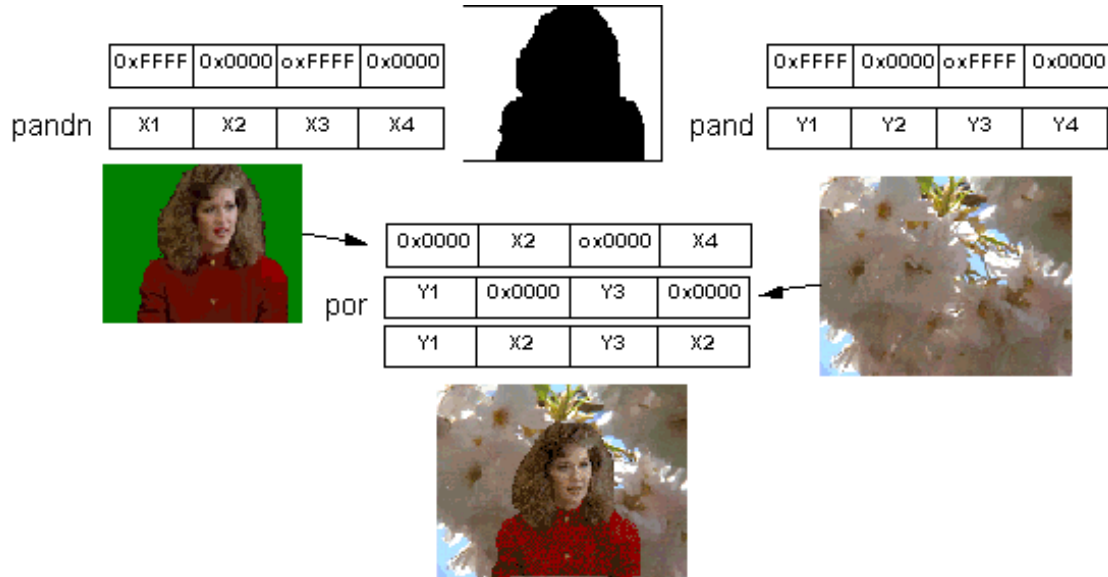 0xFFFF 0x0000 oxFFFF 0x0000
pandn X1 X2 X3 X4
0xFFFF 0x0000 oxFFFF 0x0000
pand Y1 Y2 Y3 Y4
0x0000 X2 ox0000 X4
por Y1 0x0000 Y3 0x0000
Y1 X2 Y3 X2